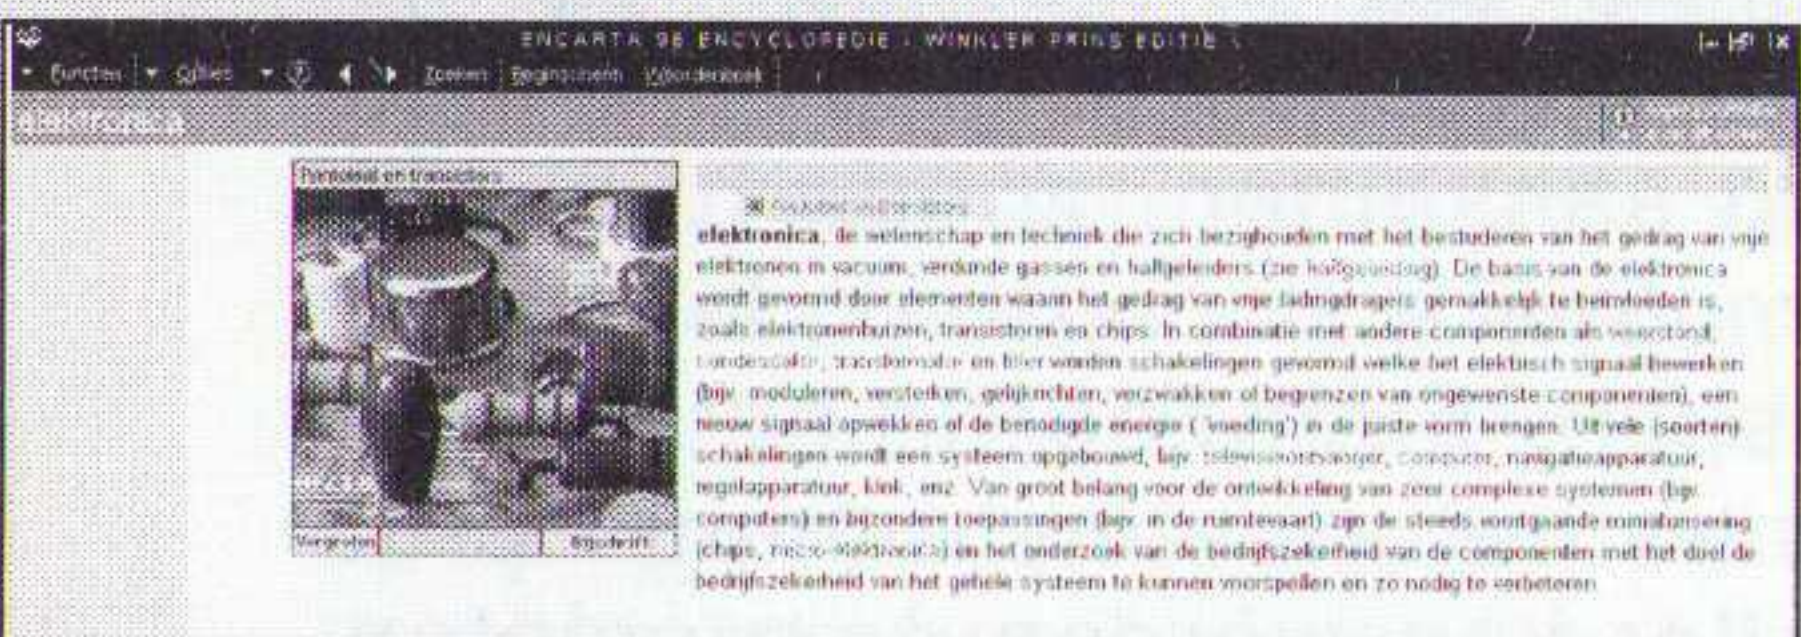 ENCARTA 98 ENCYCLOPEDIE - WINKLER PRINS EDITIE
Functies Opties Zoeken Beginscherm Woordenboek
elektronica
en transistors
elektronica, de wetenschap en techniek die zich bezighouden met het bestuderen van het gedrag van vrije
elektronen in vacuum, verdunde gassen en halfgeleiders (zie halfgeleiding). De basis van de elektronica
wordt gevormd door elementen waarin het gedrag van vrije ladingdragers gemakkelijk te beïnvloeden is,
zoals elektronenbuizen, transistoren en chips. In combinatie met andere componenten als weerstand,
condensator, transformator en filter worden schakelingen gevormd welke het elektrisch signaal bewerken
(bijv. moduleren, versterken, gelijkrichten, verzwakken of begrenzen van ongewenste componenten), een
nieuw signaal opwekken of de benodigde energie ( 'voeding') in de juiste vorm brengen. Uit vele (soorten)
schakelingen wordt een systeem opgebouwd, bijv. televisieontvanger, computer, navigatieapparatuur,
regelapparatuur, klok, enz. Van groot belang voor de ontwikkeling van zeer complexe systemen (bijv.
computers) en bijzondere toepassingen (bijv. in de ruimtevaart) zijn de steeds voortgaande miniaturisering
(chips, micro-elektronica) en het onderzoek van de bedrijfszekerheid van de componenten met het doel de
bedrijfszekerheid van het gehele systeem te kunnen voorspellen en zo nodig te verbeteren.
Vergroten Bijschrift